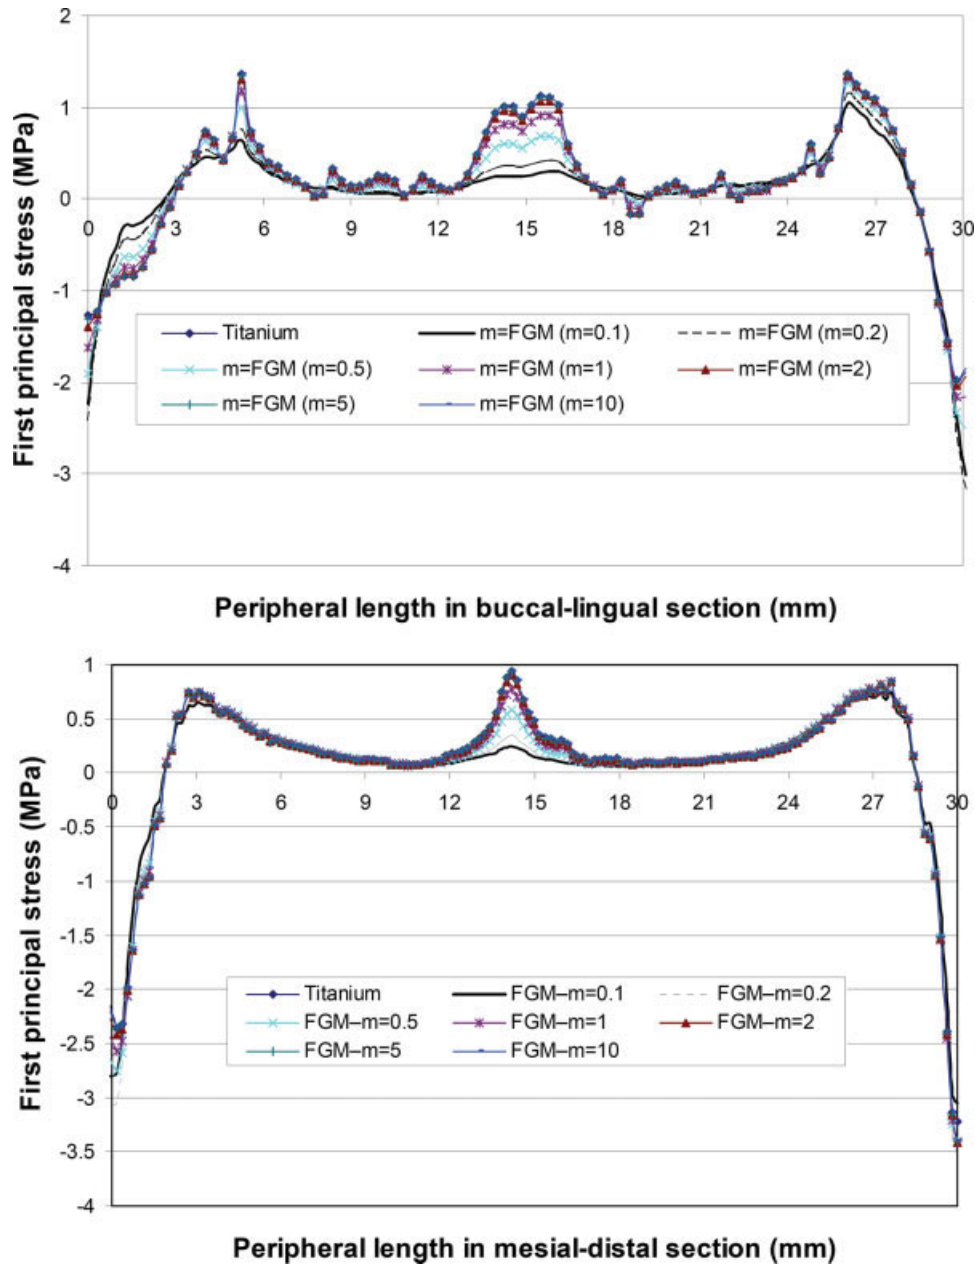 2
1
0
-1
-2
-3
-4
0 3 6 9 12 15 18 21 24 27 30
First principal stress (MPa)
Titanium m=FGM (m=0.1) m=FGM (m=0.2)
m=FGM (m=0.5) m=FGM (m=1) m=FGM (m=2)
m=FGM (m=5) m=FGM (m=10)
Peripheral length in buccal-lingual section (mm)
1
0.5
0
-0.5
-1
-1.5
-2
-2.5
-3
-3.5
-4
0 3 6 9 12 15 18 21 24 27 30
First principal stress (MPa)
Titanium FGM–m=0.1 FGM–m=0.2
FGM–m=0.5 FGM–m=1 FGM–m=2
FGM–m=5 FGM–m=10
Peripheral length in mesial-distal section (mm)